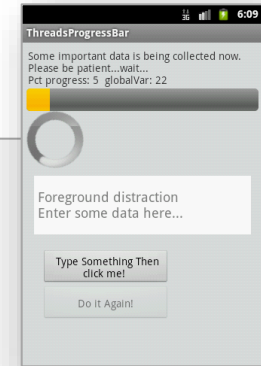 3G 6:09
ThreadsProgressBar
Some important data is being collected now.
Please be patient...wait...
Pct progress: 5  globalVar: 22
Foreground distraction
Enter some data here...
Type Something Then
click me!
Do it Again!